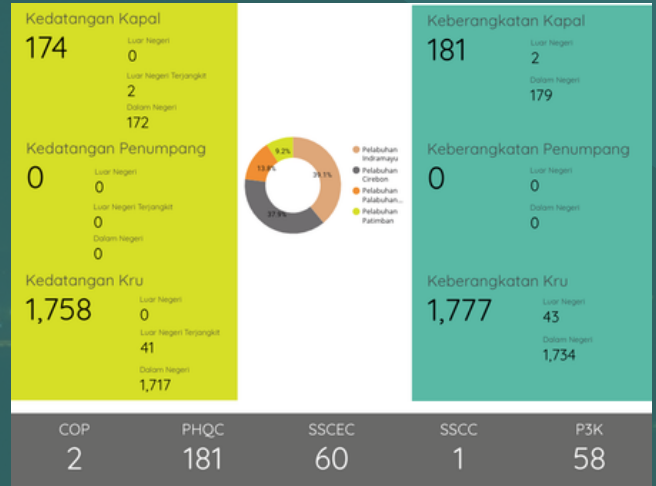 Kedatangan Kapal
174
Luar Negeri
0
Luar Negeri Terjangkit
2
Dalam Negeri
172
Kedatangan Penumpang
0
Luar Negeri
0
Luar Negeri Terjangkit
0
Dalam Negeri
0
Kedatangan Kru
1,758
Luar Negeri
0
Luar Negeri Terjangkit
41
Dalam Negeri
1,717
9.2%
13.8%
39.1%
37.9%
Pelabuhan
Indramayu
Pelabuhan
Cirebon
Pelabuhan
Palabuhan...
Pelabuhan
Patimban
Keberangkatan Kapal
181
Luar Negeri
2
Dalam Negeri
179
Keberangkatan Penumpang
0
Luar Negeri
0
Dalam Negeri
0
Keberangkatan Kru
1,777
Luar Negeri
43
Dalam Negeri
1,734
COP
2
PHQC
181
SSCEC
60
SSCC
1
P3K
58